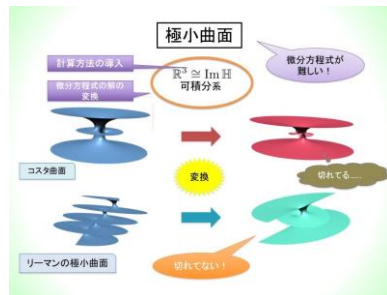 極小曲面
微分方程式が
難しい！
計算方法の導入
ℝ³ ≅ Im ℍ
可積分系
微分方程式の解の
変換
コスタ曲面
変換
切れてる……
リーマンの極小曲面
切れてない！